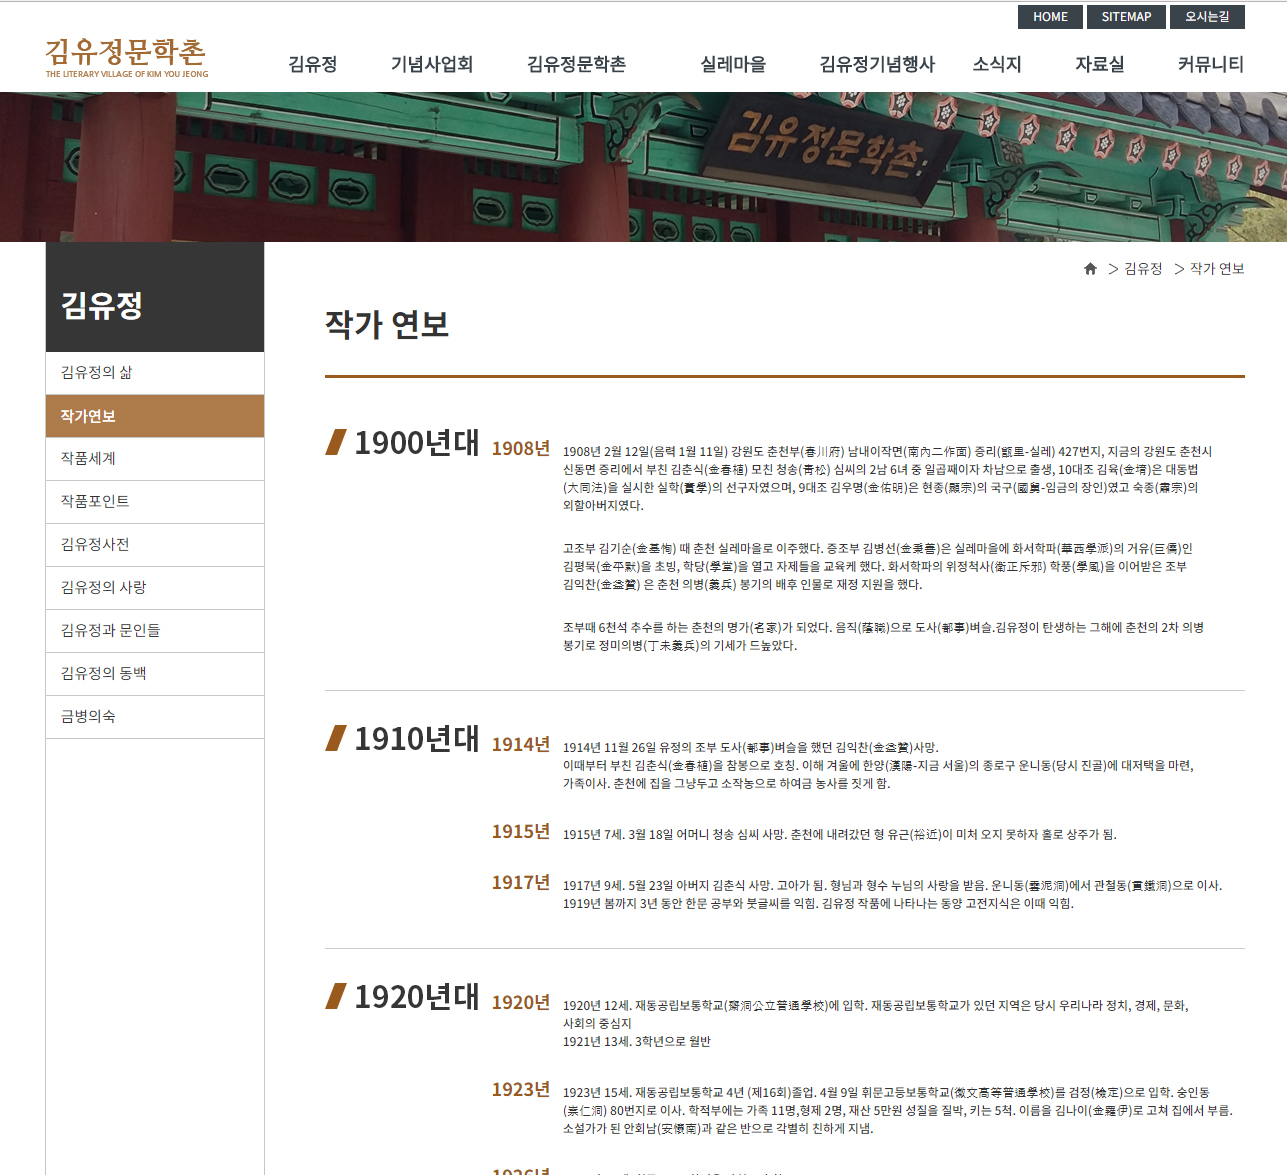 HOME SITEMAP 오시는길
김유정문학촌
THE LITERARY VILLAGE OF KIM YOU JEONG
김유정 기념사업회 김유정문학촌 실레마을 김유정기념행사 소식지 자료실 커뮤니티
김유정문학촌
> 김유정 > 작가 연보
김유정
김유정의 삶
작가연보
작품세계
작품포인트
김유정사전
김유정의 사랑
김유정과 문인들
김유정의 동백
금병의숙
작가 연보
1900년대
1908년
1908년 2월 12일(음력 1월 11일) 강원도 춘천부(春川府) 남내이작면(南內二作面) 증리(甑里-실레) 427번지, 지금의 강원도 춘천시
신동면 증리에서 부친 김춘식(金春植) 모친 청송(靑松) 심씨의 2남 6녀 중 일곱째이자 차남으로 출생, 10대조 김육(金堉)은 대동법
(大同法)을 실시한 실학(實學)의 선구자였으며, 9대조 김우명(金佑明)은 현종(顯宗)의 국구(國舅-임금의 장인)였고 숙종(肅宗)의
외할아버지였다.
고조부 김기순(金基恂) 때 춘천 실레마을로 이주했다. 증조부 김병선(金秉善)은 실레마을에 화서학파(華西學派)의 거유(巨儒)인
김평묵(金平默)을 초빙, 학당(學堂)을 열고 자제들을 교육케 했다. 화서학파의 위정척사(衛正斥邪) 학풍(學風)을 이어받은 조부
김익찬(金益贊) 은 춘천 의병(義兵) 봉기의 배후 인물로 재정 지원을 했다.
조부때 6천석 추수를 하는 춘천의 명가(名家)가 되었다. 음직(蔭職)으로 도사(都事)벼슬.김유정이 탄생하는 그해에 춘천의 2차 의병
봉기로 정미의병(丁未義兵)의 기세가 드높았다.
1910년대
1914년
1914년 11월 26일 유정의 조부 도사(都事)벼슬을 했던 김익찬(金益贊)사망.
이때부터 부친 김춘식(金春植)을 참봉으로 호칭. 이해 겨울에 한양(漢陽-지금 서울)의 종로구 운니동(당시 진골)에 대저택을 마련,
가족이사. 춘천에 집을 그냥두고 소작농으로 하여금 농사를 짓게 함.
1915년
1915년 7세. 3월 18일 어머니 청송 심씨 사망. 춘천에 내려갔던 형 유근(裕近)이 미처 오지 못하자 홀로 상주가 됨.
1917년
1917년 9세. 5월 23일 아버지 김춘식 사망. 고아가 됨. 형님과 형수 누님의 사랑을 받음. 운니동(雲泥洞)에서 관철동(貫鐵洞)으로 이사.
1919년 봄까지 3년 동안 한문 공부와 붓글씨를 익힘. 김유정 작품에 나타나는 동양 고전지식은 이때 익힘.
1920년대
1920년
1920년 12세. 재동공립보통학교(齋洞公立普通學校)에 입학. 재동공립보통학교가 있던 지역은 당시 우리나라 정치, 경제, 문화,
사회의 중심지
1921년 13세. 3학년으로 월반
1923년
1923년 15세. 재동공립보통학교 4년 (제16회)졸업. 4월 9일 휘문고등보통학교(徽文高等普通學校)를 검정(檢定)으로 입학. 숭인동
(崇仁洞) 80번지로 이사. 학적부에는 가족 11명,형제 2명, 재산 5만원 성질을 질박, 키는 5척. 이름을 김나이(金羅伊)로 고쳐 집에서 부름.
소설가가 된 안회남(安懷南)과 같은 반으로 각별히 친하게 지냄.